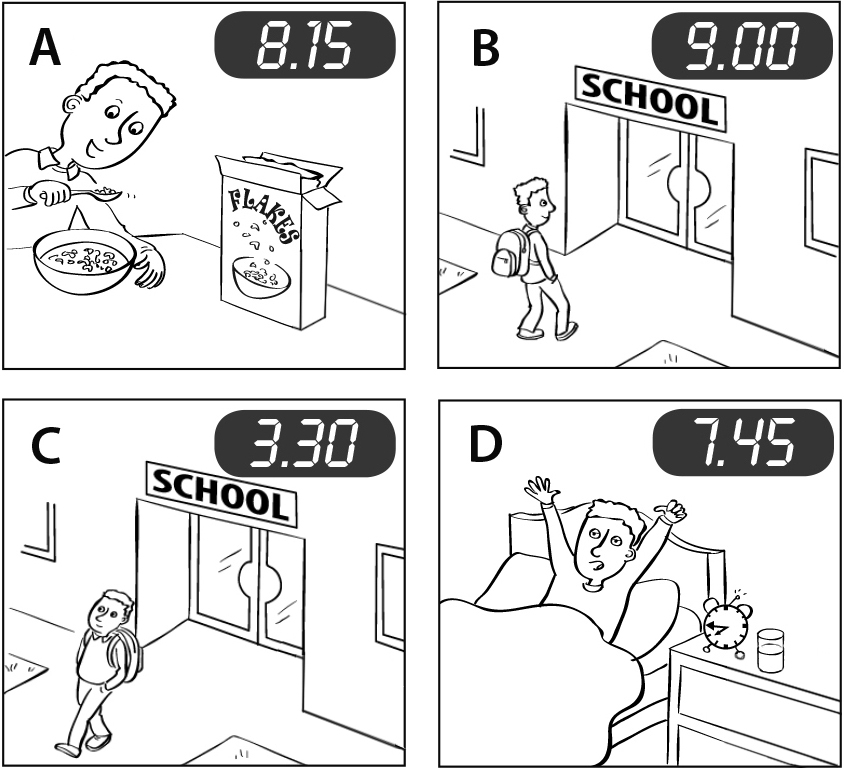 A
8.15
FLAKES
B
9.00
SCHOOL
C
3.30
SCHOOL
D
7.45